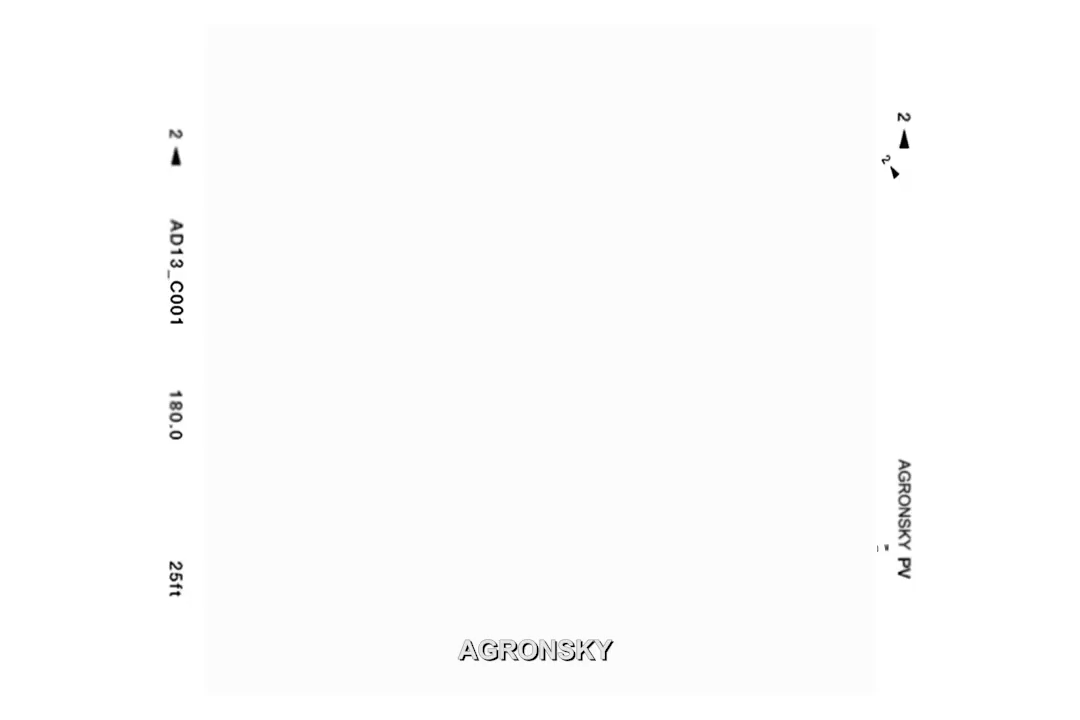 2
AD13_C001
180.0
25ft
2
2
AGRONSKY PV
AGRONSKY